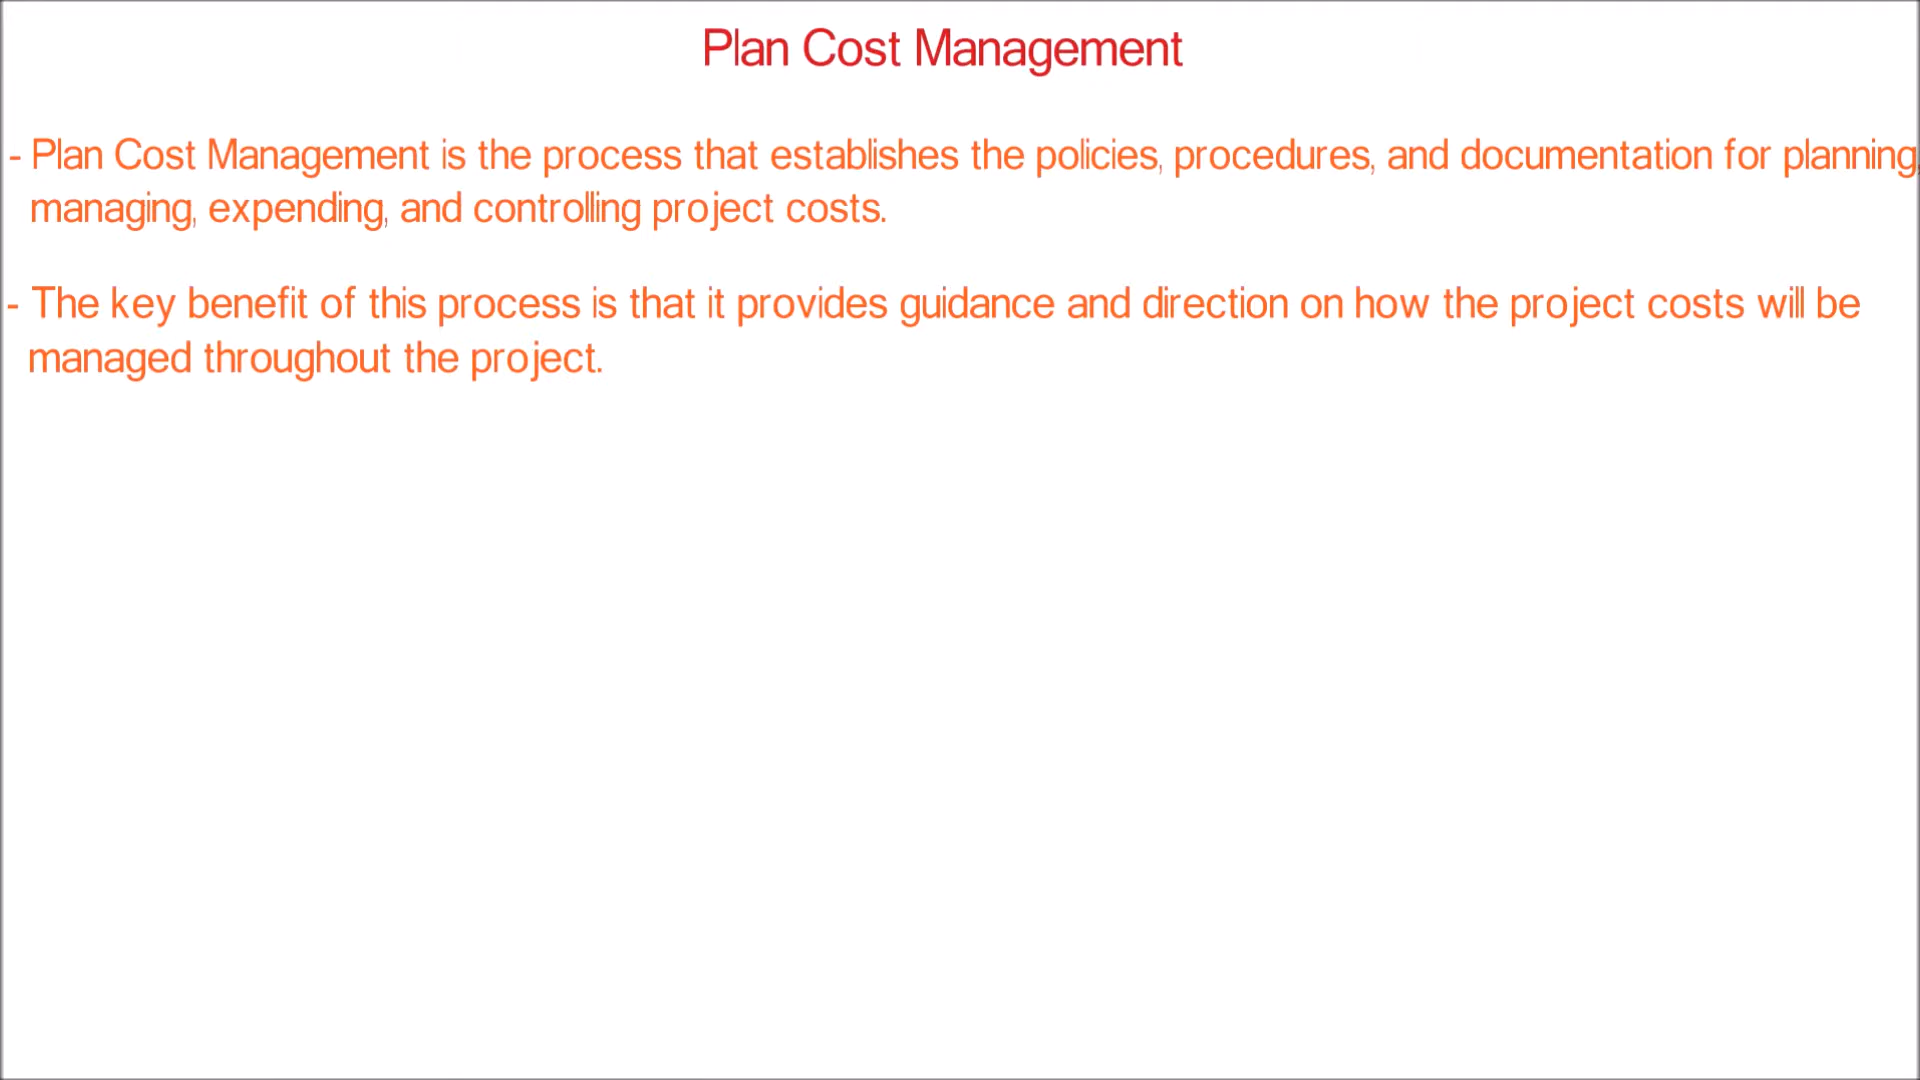 Plan Cost Management
- Plan Cost Management is the process that establishes the policies, procedures, and documentation for planning,
managing, expending, and controlling project costs.
- The key benefit of this process is that it provides guidance and direction on how the project costs will be
managed throughout the project.